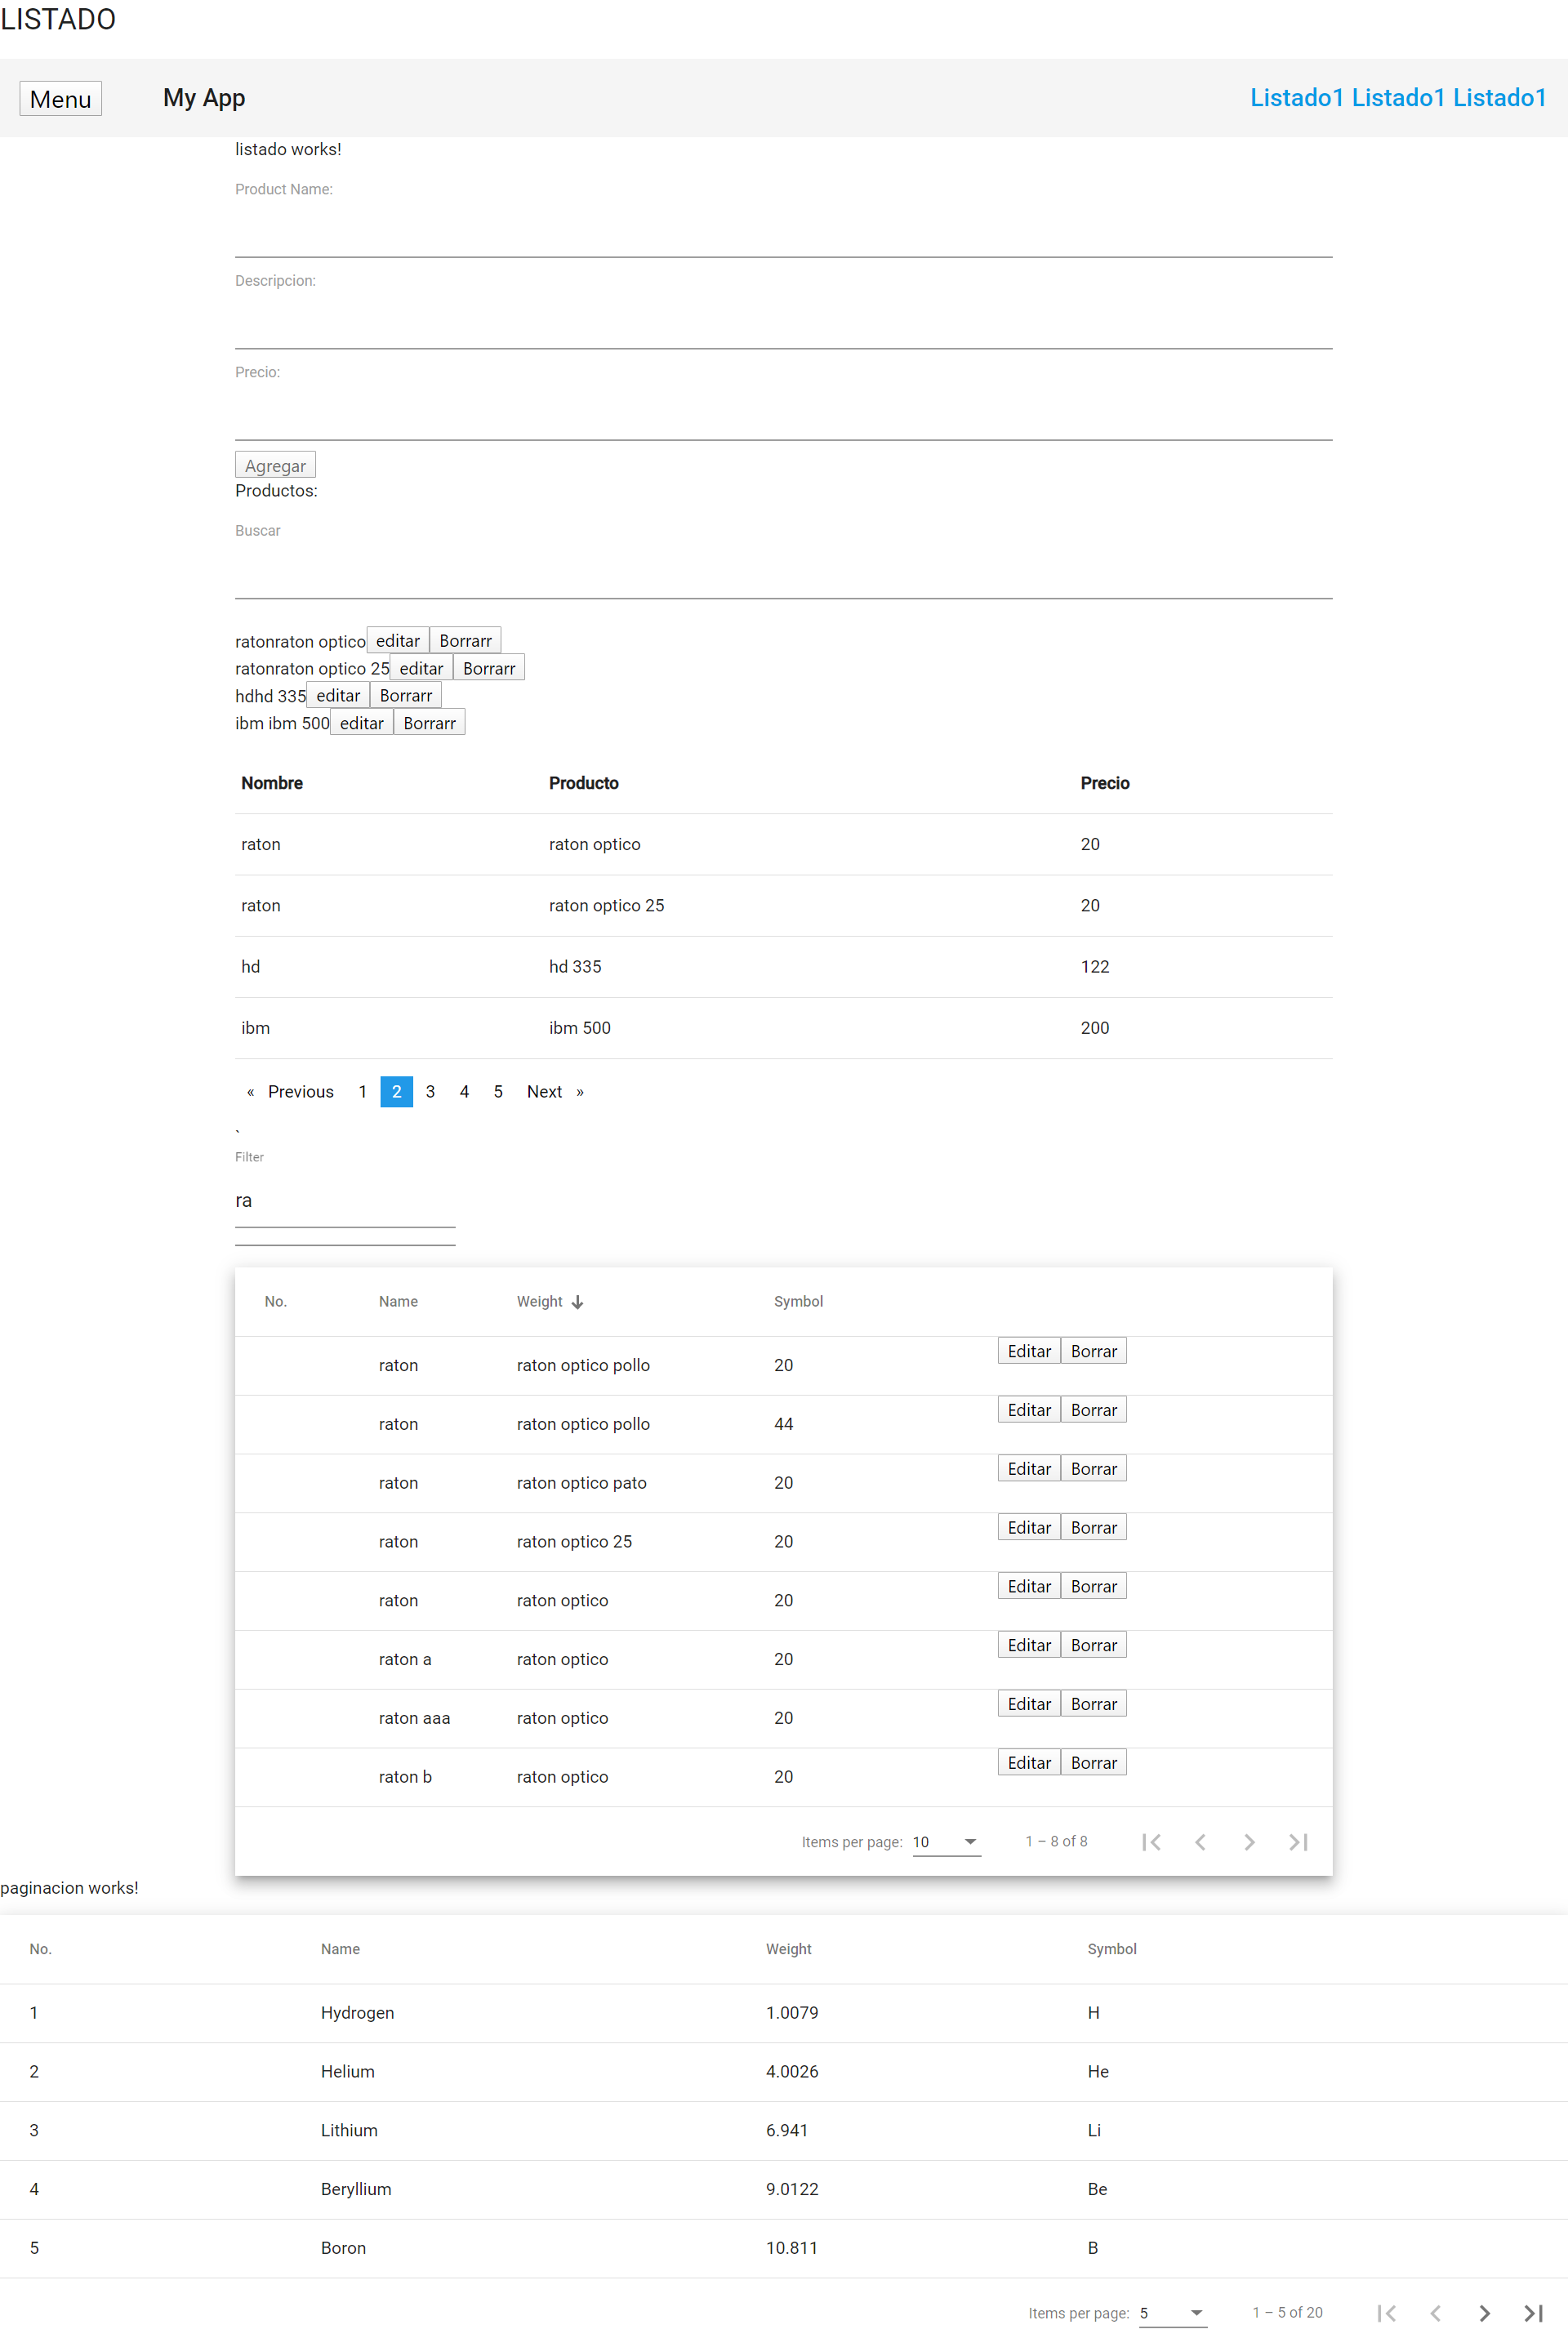 LISTADO
Menu My App Listado1 Listado1 Listado1
listado works!
Product Name:
Descripcion:
Precio:
Agregar
Productos:
Buscar
ratonraton optico editar Borrarr
ratonraton optico 25 editar Borrarr
hdhd 335 editar Borrarr
ibm ibm 500 editar Borrarr
Nombre Producto Precio
raton raton optico 20
raton raton optico 25 20
hd hd 335 122
ibm ibm 500 200
« Previous 1 2 3 4 5 Next »
`
Filter
ra
No. Name Weight Symbol
raton raton optico pollo 20 Editar Borrar
raton raton optico pollo 44 Editar Borrar
raton raton optico pato 20 Editar Borrar
raton raton optico 25 20 Editar Borrar
raton raton optico 20 Editar Borrar
raton a raton optico 20 Editar Borrar
raton aaa raton optico 20 Editar Borrar
raton b raton optico 20 Editar Borrar
Items per page: 10 1 – 8 of 8
paginacion works!
No. Name Weight Symbol
1 Hydrogen 1.0079 H
2 Helium 4.0026 He
3 Lithium 6.941 Li
4 Beryllium 9.0122 Be
5 Boron 10.811 B
Items per page: 5 1 – 5 of 20